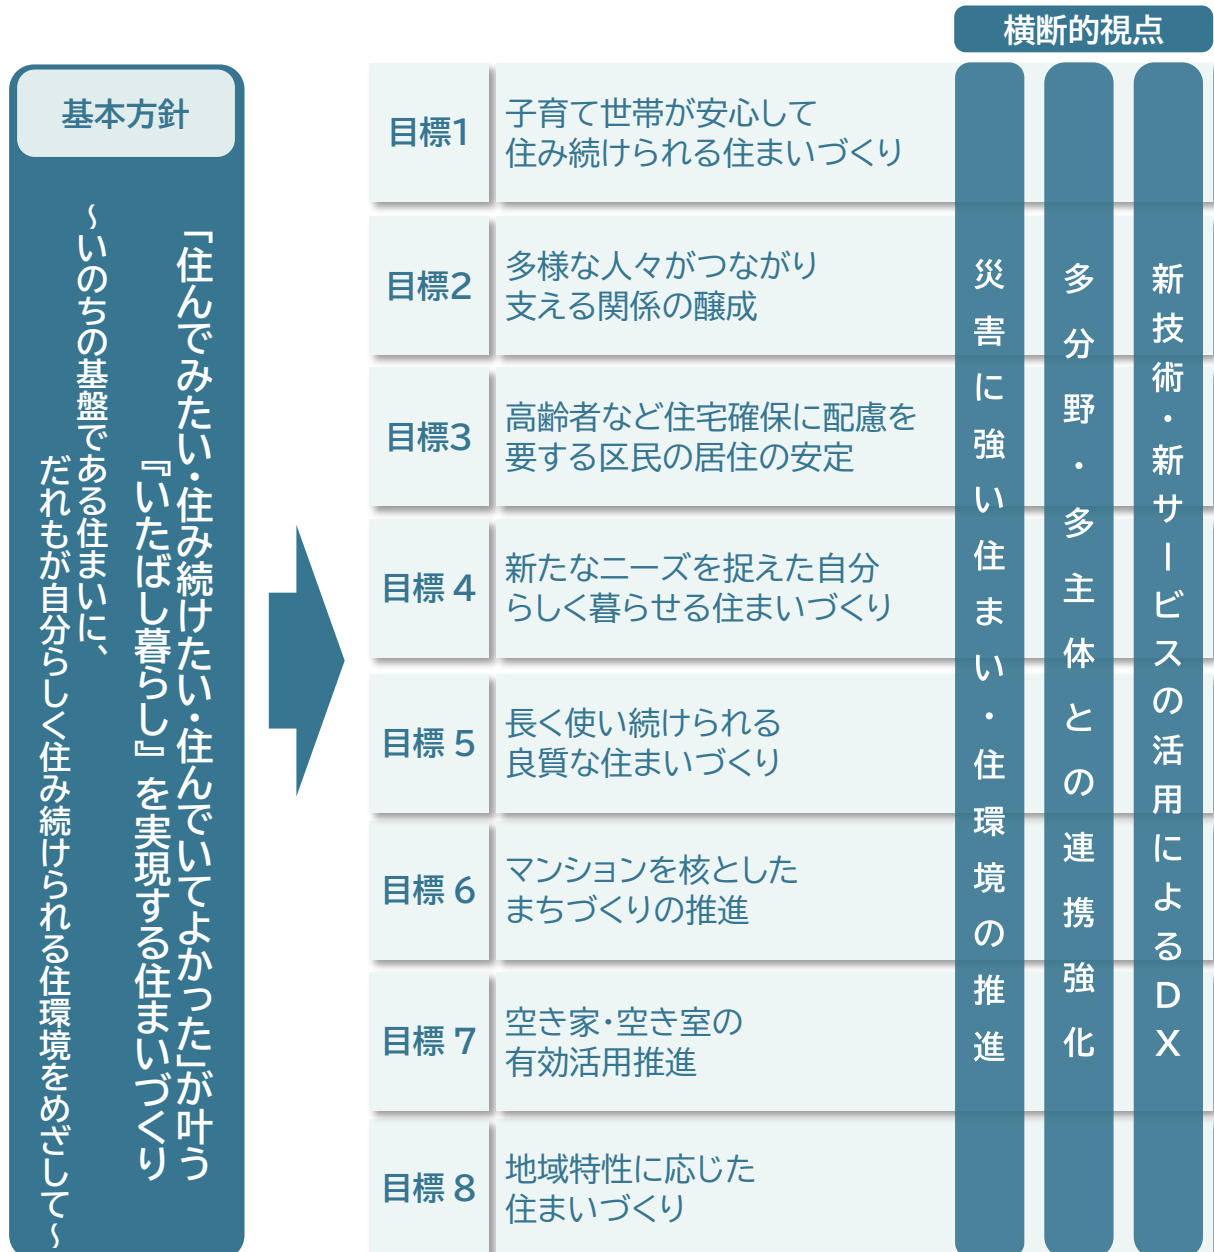 横断的視点
基本方針
「住んでみたい・住み続けたい・住んでいてよかった」が叶う
『いたばし暮らし』を実現する住まいづくり
～いのちの基盤である住まいに、
だれもが自分らしく住み続けられる住環境をめざして～
目標1
子育て世帯が安心して
住み続けられる住まいづくり
目標2
多様な人々がつながり
支える関係の醸成
目標3
高齢者など住宅確保に配慮を
要する区民の居住の安定
目標 4
新たなニーズを捉えた自分
らしく暮らせる住まいづくり
目標 5
長く使い続けられる
良質な住まいづくり
目標 6
マンションを核とした
まちづくりの推進
目標 7
空き家・空き室の
有効活用推進
目標 8
地域特性に応じた
住まいづくり
災害に強い住まい・住環境の推進
多分野・多主体との連携強化
新技術・新サービスの活用によるDX